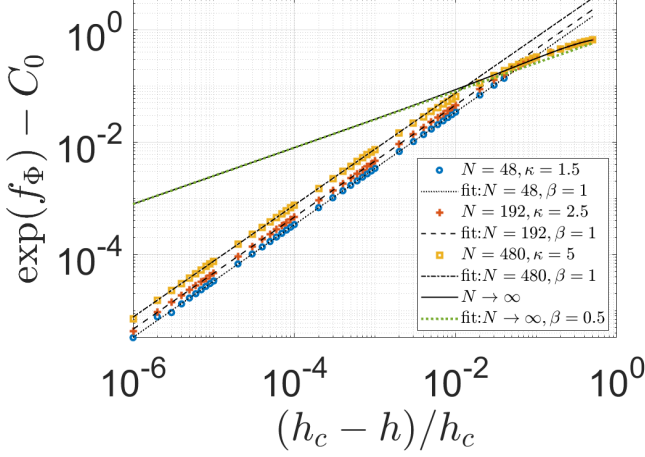 10^0
10^-2
10^-4
exp(f_Φ) − C_0
N = 48, κ = 1.5
fit:N = 48, β = 1
N = 192, κ = 2.5
fit:N = 192, β = 1
N = 480, κ = 5
fit:N = 480, β = 1
N → ∞
fit:N → ∞, β = 0.5
10^-6 10^-4 10^-2 10^0
(h_c − h)/h_c